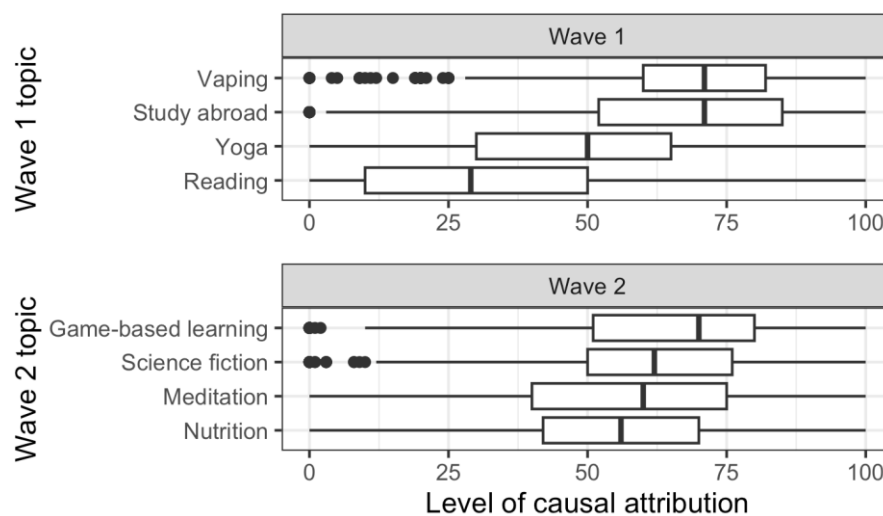 Wave 1
Wave 1 topic
Vaping
Study abroad
Yoga
Reading
0 25 50 75 100
Wave 2
Wave 2 topic
Game-based learning
Science fiction
Meditation
Nutrition
0 25 50 75 100
Level of causal attribution